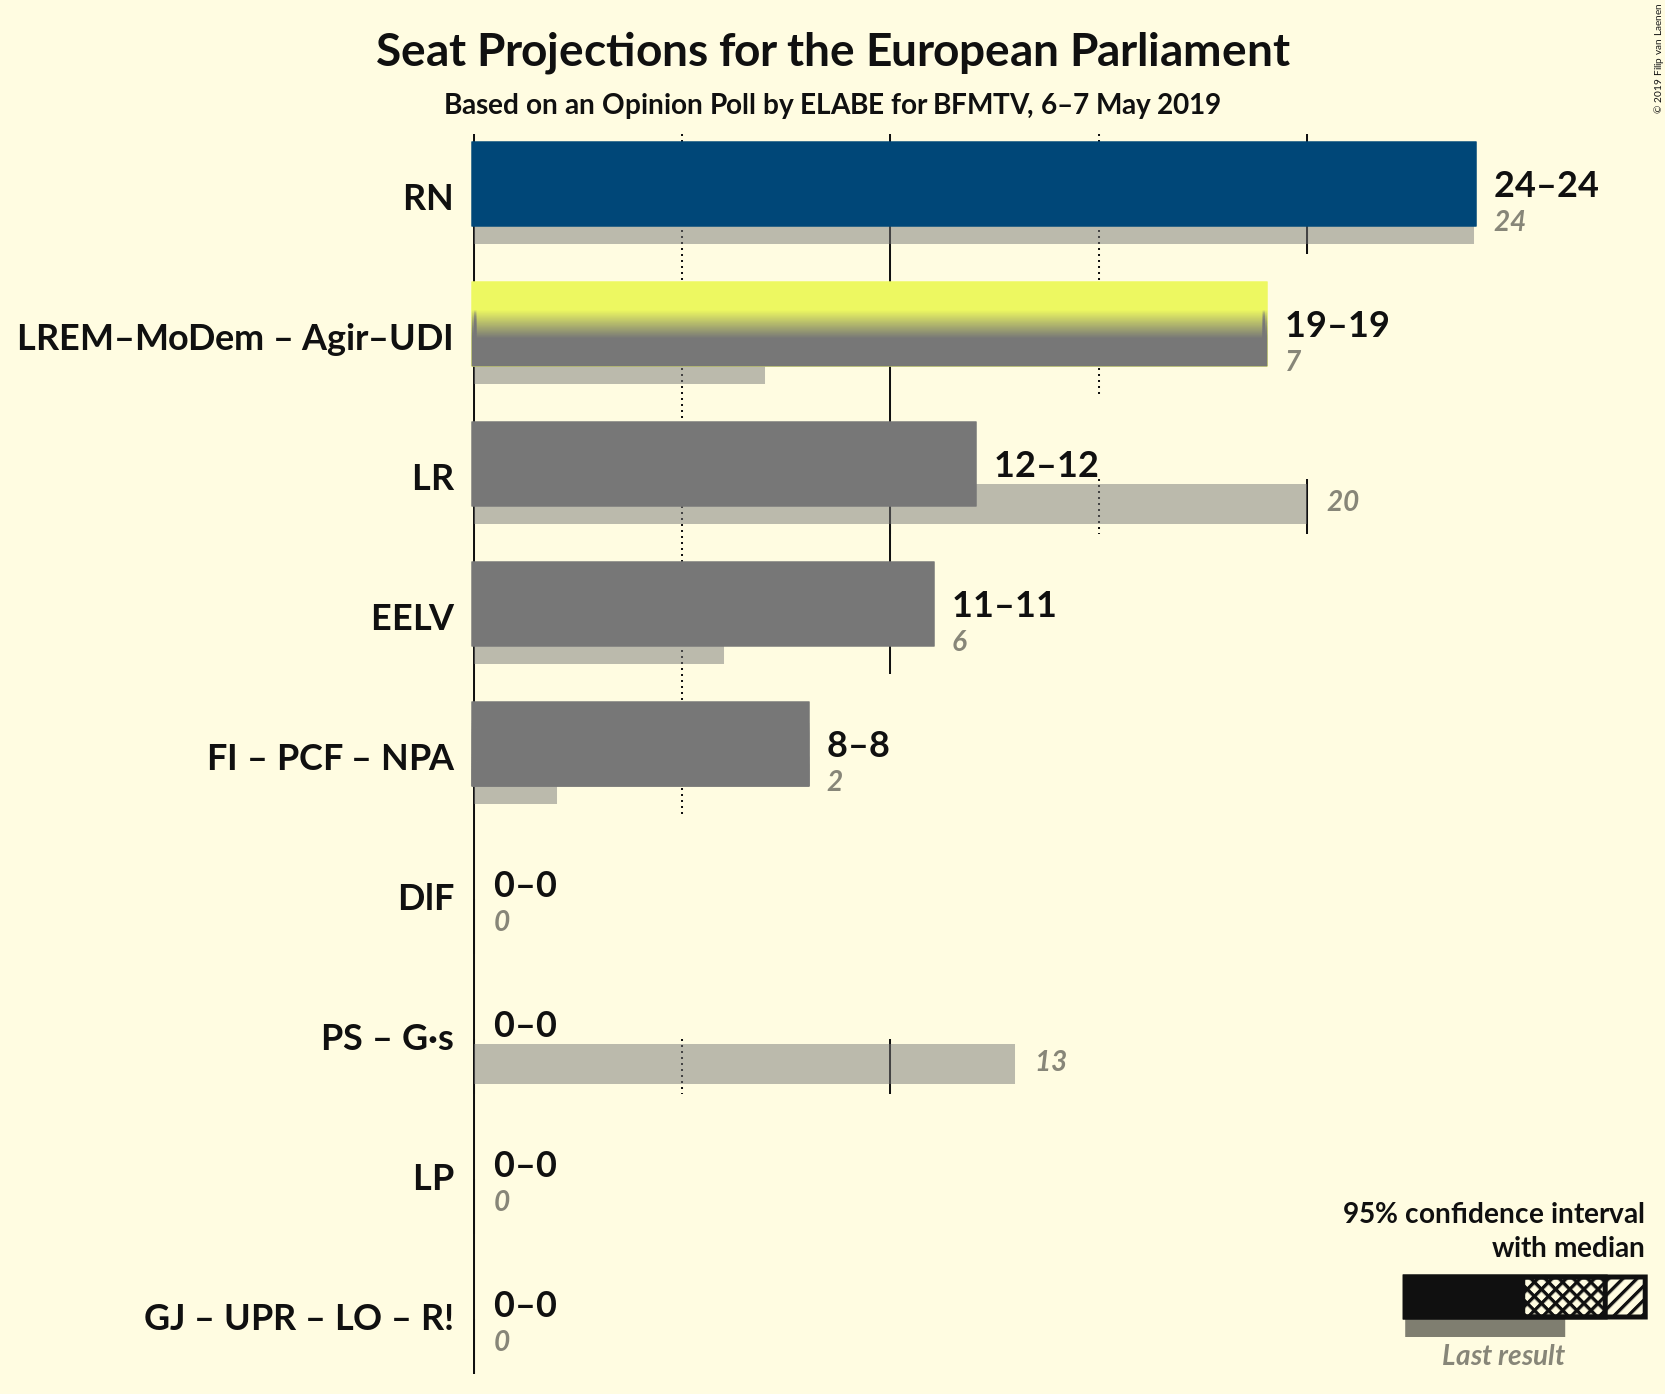 Seat Projections for the European Parliament
Based on an Opinion Poll by ELABE for BFMTV, 6–7 May 2019
© 2019 Filip van Laenen
RN
24–24
24
LREM–MoDem – Agir–UDI
19–19
7
LR
12–12
20
EELV
11–11
6
FI – PCF – NPA
8–8
2
DlF
0–0
0
PS – G·s
0–0
13
LP
0–0
0
GJ – UPR – LO – R!
0–0
0
95% confidence interval
with median
Last result